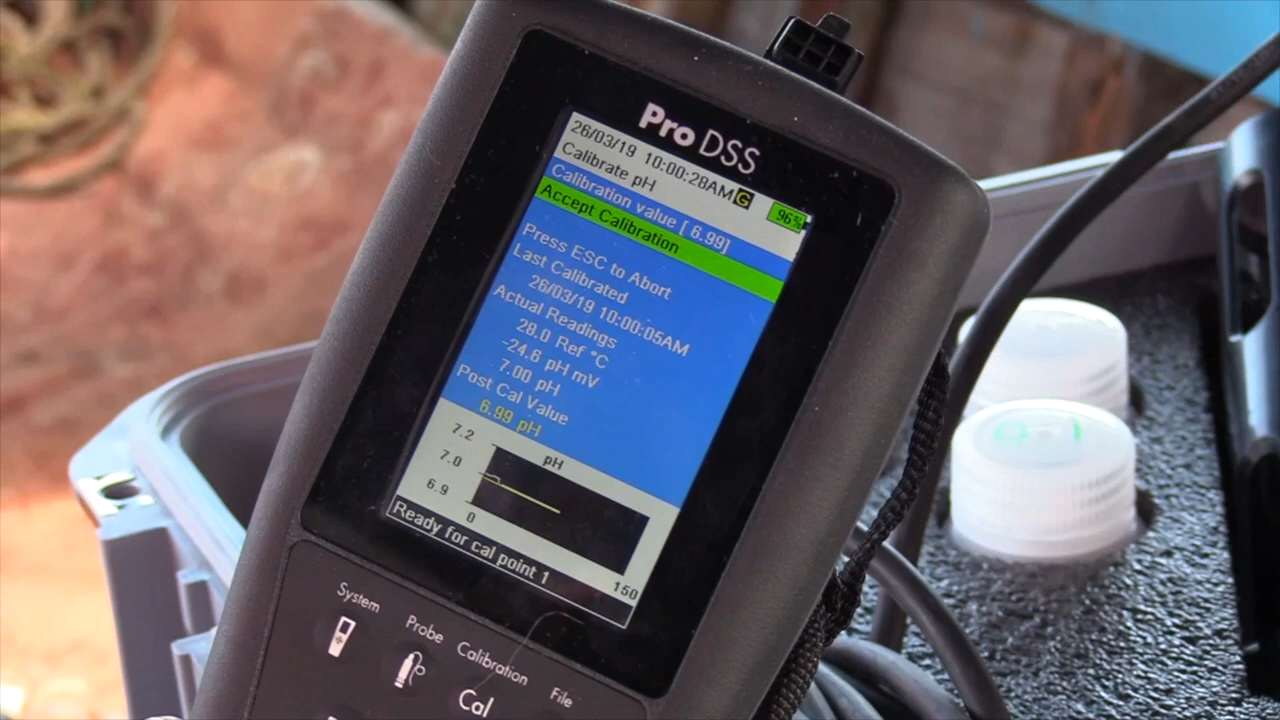 Pro DSS
26/03/19 10:00:28AM G 96%
Calibrate pH
Calibration value [ 6.99]
Accept Calibration
Press ESC to Abort
Last Calibrated
26/03/19 10:00:05AM
Actual Readings
28.0 Ref °C
-24.6 pH mV
7.00 pH
Post Cal Value
6.99 pH
pH
7.2
7.0
6.9
0 150
Ready for cal point 1
System Probe Calibration File
Cal